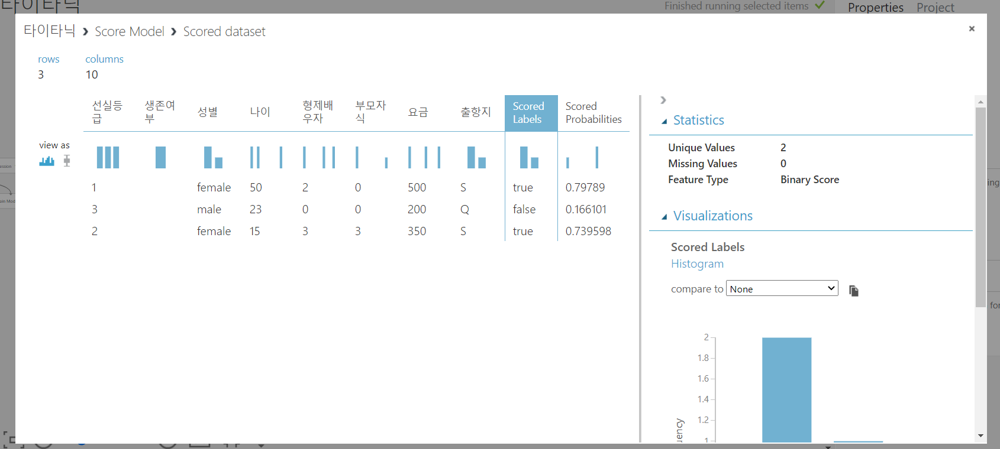 타이타닉
Finished running selected items
Properties Project
타이타닉 › Score Model › Scored dataset
×
rows columns
3 10
선실등급 생존여부 성별 나이 형제배우자 부모자식 요금 출항지 Scored Labels Scored Probabilities
view as
1 female 50 2 0 500 S true 0.79789
3 male 23 0 0 200 Q false 0.166101
2 female 15 3 3 350 S true 0.739598
Statistics
Unique Values 2
Missing Values 0
Feature Type Binary Score
Visualizations
Scored Labels
Histogram
compare to None
2
1.8
1.6
1.4
1.2
1
uency
ession
ain Mod
ing
for